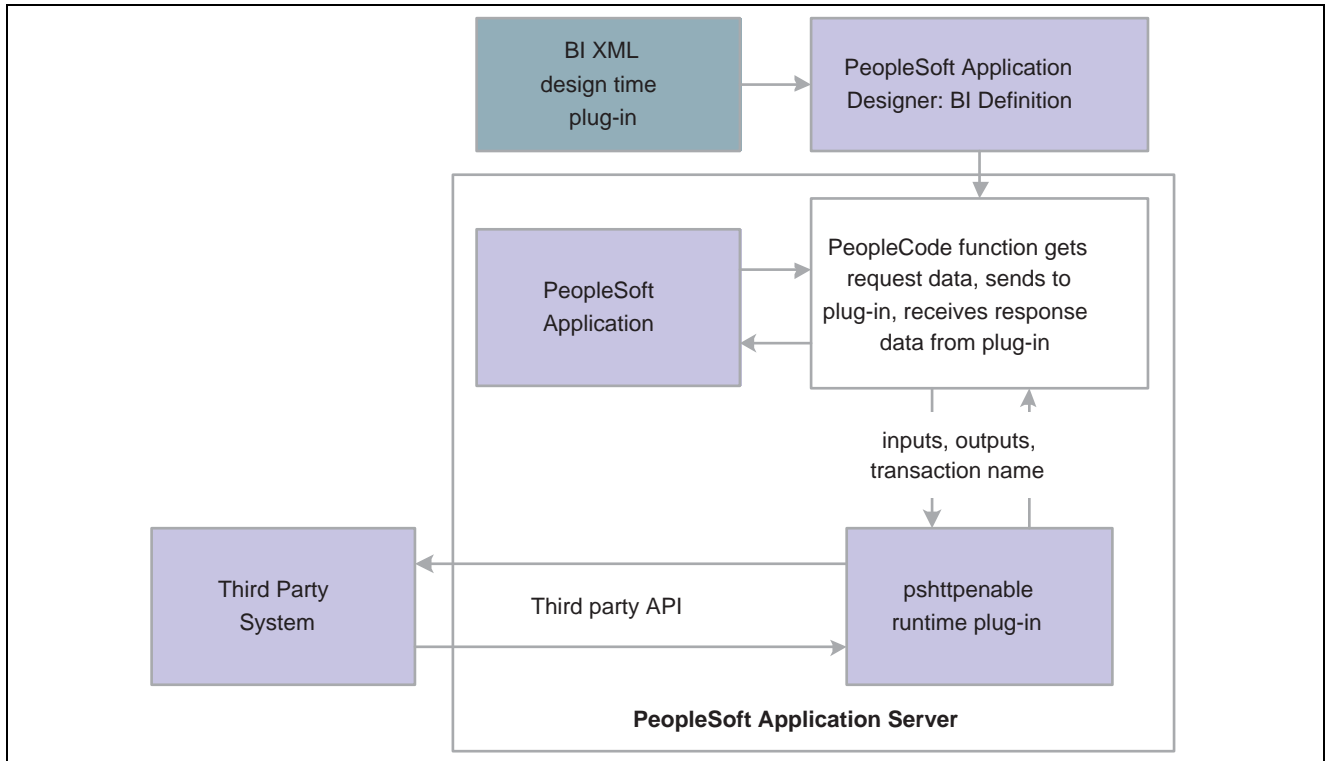 BI XML
design time
plug-in
PeopleSoft Application
Designer: BI Definition
PeopleSoft
Application
PeopleCode function gets
request data, sends to
plug-in, receives response
data from plug-in
inputs, outputs,
transaction name
Third Party
System
Third party API
pshttpenable
runtime plug-in
PeopleSoft Application Server